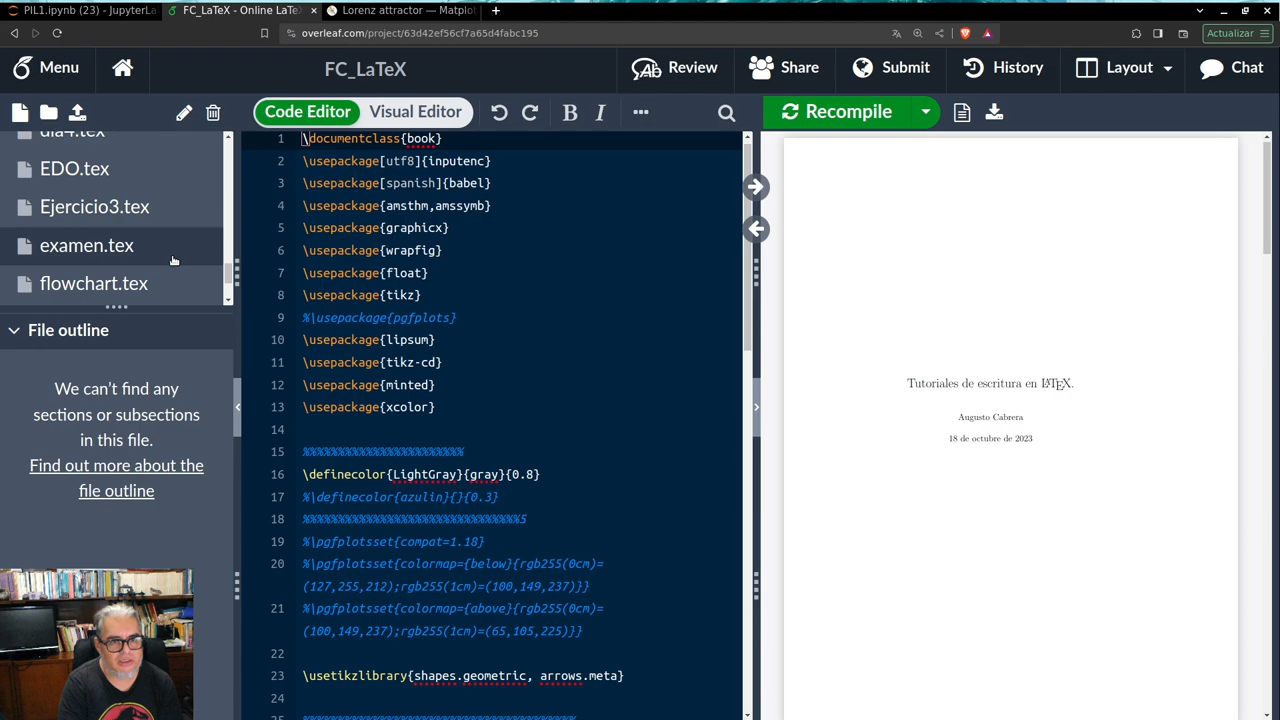 PIL1.ipynb (23) - JupyterLa
FC_LaTeX - Online LaTe
Lorenz attractor — Matplo
overleaf.com/project/63d42ef56cf7a65d4fabc195
Actualizar
Menu
FC_LaTeX
Review
Share
Submit
History
Layout
Chat
Code Editor
Visual Editor
B
I
Recompile
dia4.tex
EDO.tex
Ejercicio3.tex
examen.tex
flowchart.tex
File outline
We can't find any
sections or subsections
in this file.
Find out more about the
file outline
1 \documentclass{book}
2 \usepackage[utf8]{inputenc}
3 \usepackage[spanish]{babel}
4 \usepackage{amsthm,amssymb}
5 \usepackage{graphicx}
6 \usepackage{wrapfig}
7 \usepackage{float}
8 \usepackage{tikz}
9 %\usepackage{pgfplots}
10 \usepackage{lipsum}
11 \usepackage{tikz-cd}
12 \usepackage{minted}
13 \usepackage{xcolor}
14
15 %%%%%%%%%%%%%%%%%%%%%%%
16 \definecolor{LightGray}{gray}{0.8}
17 %\definecolor{azulin}{}{0.3}
18 %%%%%%%%%%%%%%%%%%%%%%%%%%%%%%%5
19 %\pgfplotsset{compat=1.18}
20 %\pgfplotsset{colormap={below}{rgb255(0cm)=
(127,255,212);rgb255(1cm)=(100,149,237)}}
21 %\pgfplotsset{colormap={above}{rgb255(0cm)=
(100,149,237);rgb255(1cm)=(65,105,225)}}
22
23 \usetikzlibrary{shapes.geometric, arrows.meta}
24
Tutoriales de escritura en LATEX.
Augusto Cabrera
18 de octubre de 2023